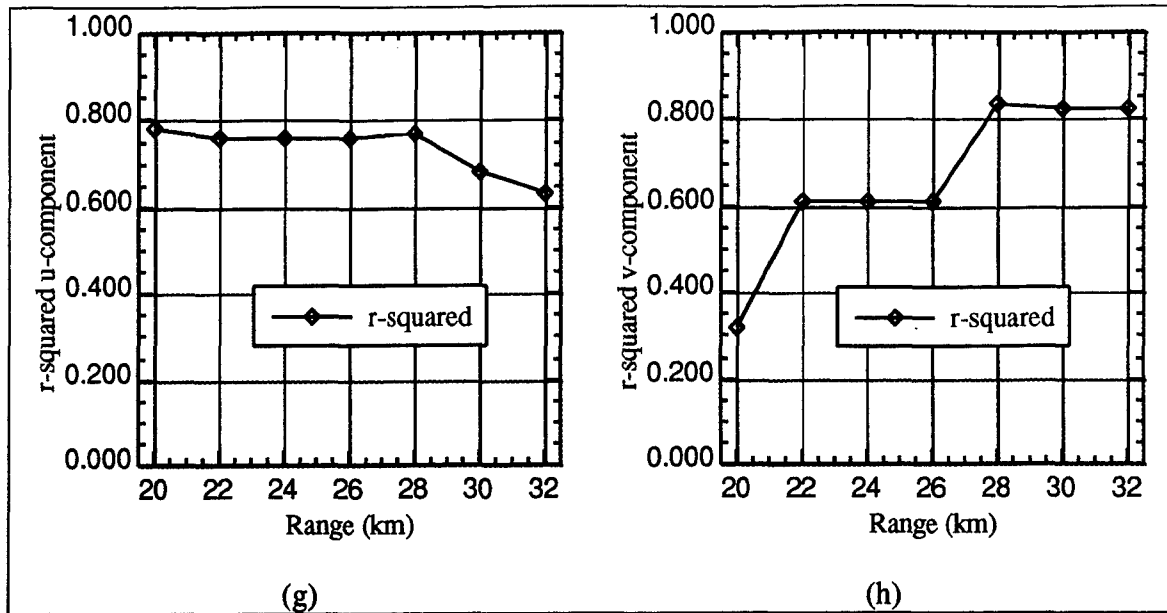 1.000
0.800
0.600
0.400
0.200
0.000
r-squared u-component
r-squared
20 22 24 26 28 30 32
Range (km)
(g)
1.000
0.800
0.600
0.400
0.200
0.000
r-squared v-component
r-squared
20 22 24 26 28 30 32
Range (km)
(h)